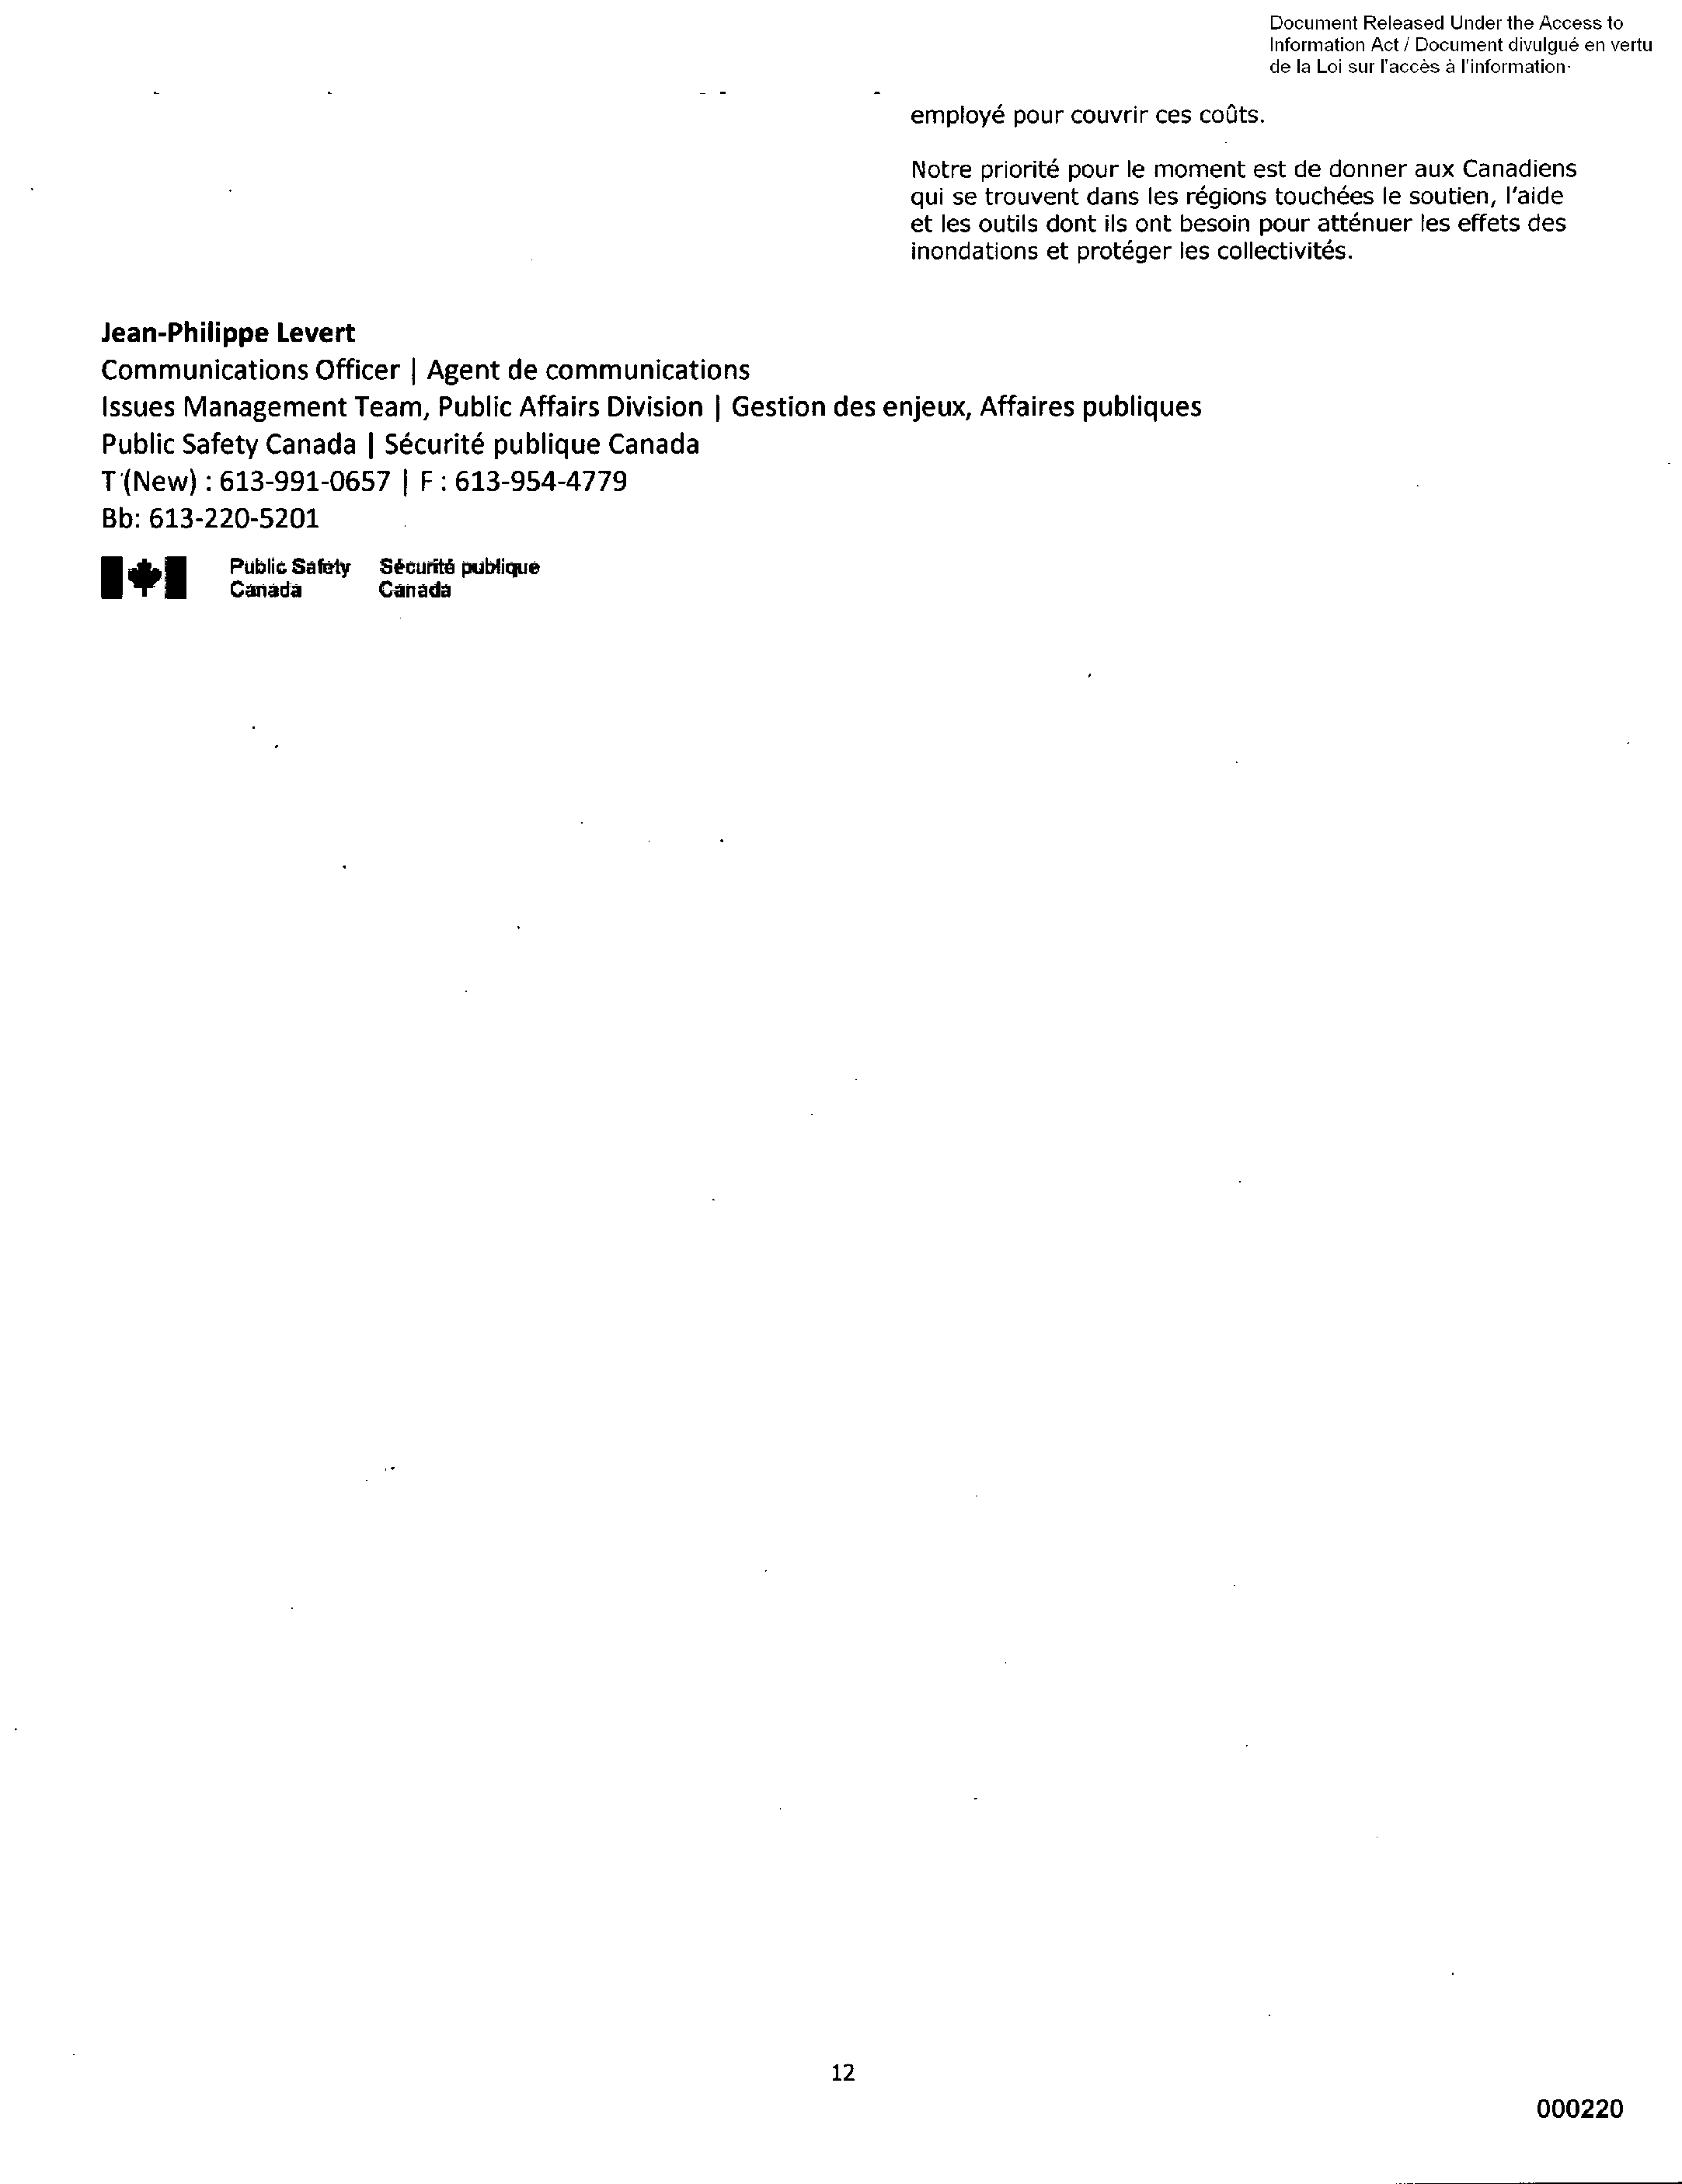 Document Released Under the Access to
Information Act / Document divulgué en vertu
de la Loi sur l'accès à l'information
employé pour couvrir ces coûts.
Notre priorité pour le moment est de donner aux Canadiens
qui se trouvent dans les régions touchées le soutien, l'aide
et les outils dont ils ont besoin pour atténuer les effets des
inondations et protéger les collectivités.
Jean-Philippe Levert
Communications Officer | Agent de communications
Issues Management Team, Public Affairs Division | Gestion des enjeux, Affaires publiques
Public Safety Canada | Sécurité publique Canada
T (New) : 613-991-0657 | F : 613-954-4779
Bb: 613-220-5201
Public Safety Sécurité publique
Canada Canada
12
000220